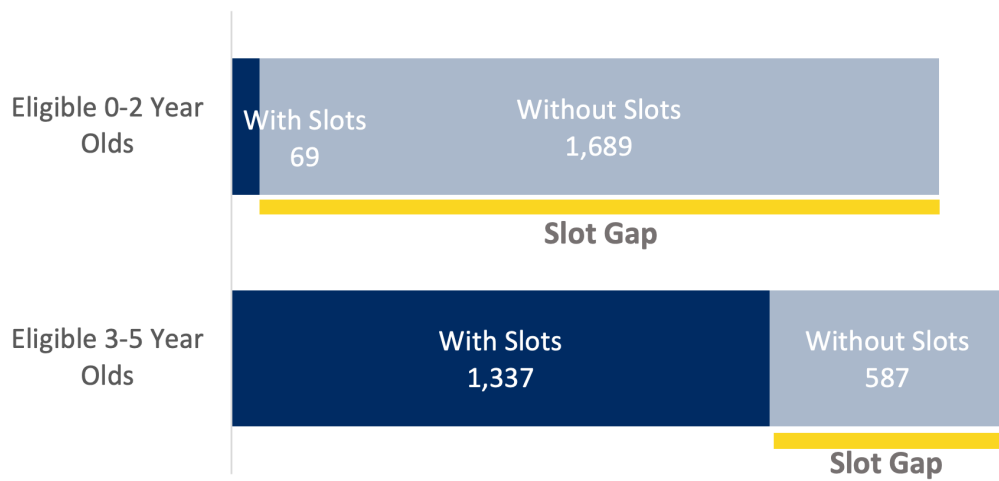 Eligible 0-2 Year
Olds
With Slots
69
Without Slots
1,689
Slot Gap
Eligible 3-5 Year
Olds
With Slots
1,337
Without Slots
587
Slot Gap